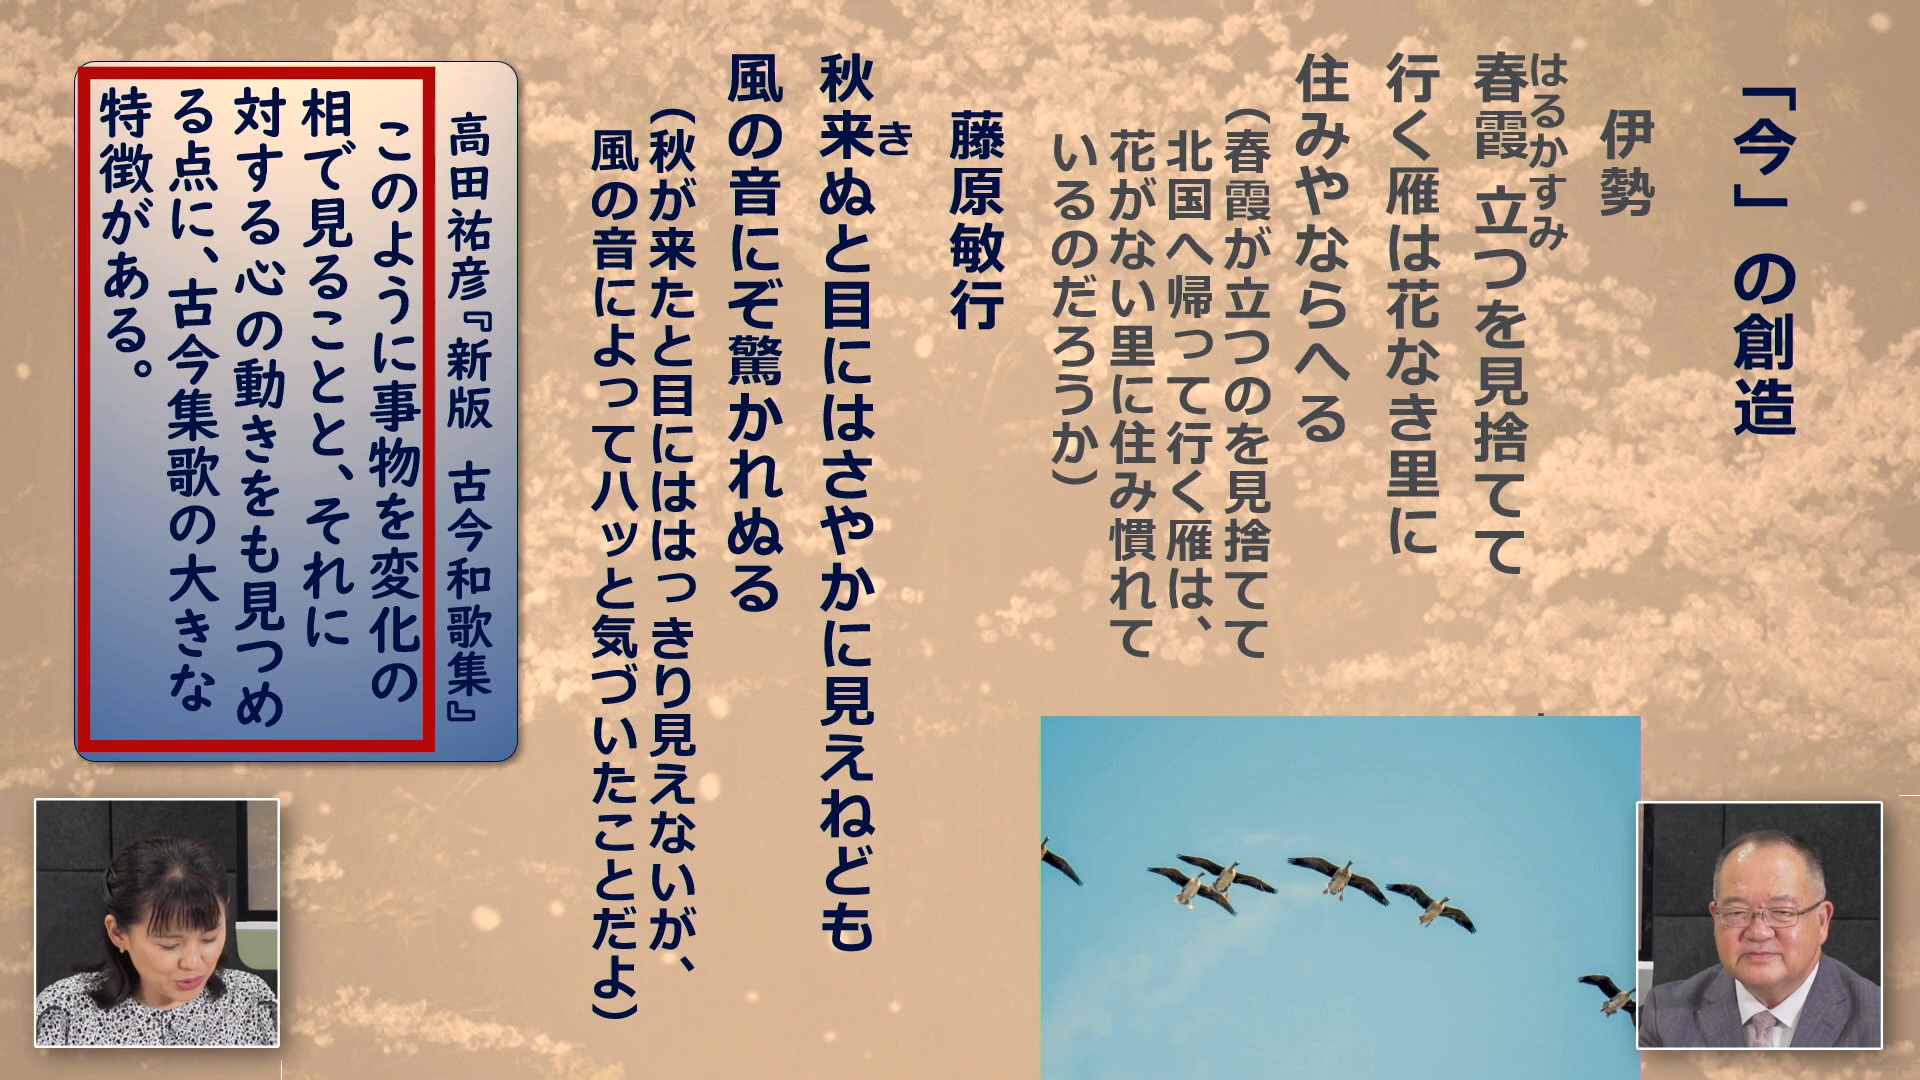 「今」の創造
伊勢
はるかすみ
春霞 立つを見捨てて
行く雁は花なき里に
住みやならへる
（春霞が立つのを見捨てて
北国へ帰って行く雁は、
花がない里に住み慣れて
いるのだろうか）
藤原敏行
き
秋来ぬと目にはさやかに見えねども
風の音にぞ驚かれぬる
（秋が来たと目にははっきり見えないが、
風の音によってハッと気づいたことだよ）
高田祐彦『新版 古今和歌集』
このように事物を変化の
相で見ることと、それに
対する心の動きをも見つめ
る点に、古今集歌の大きな
特徴がある。